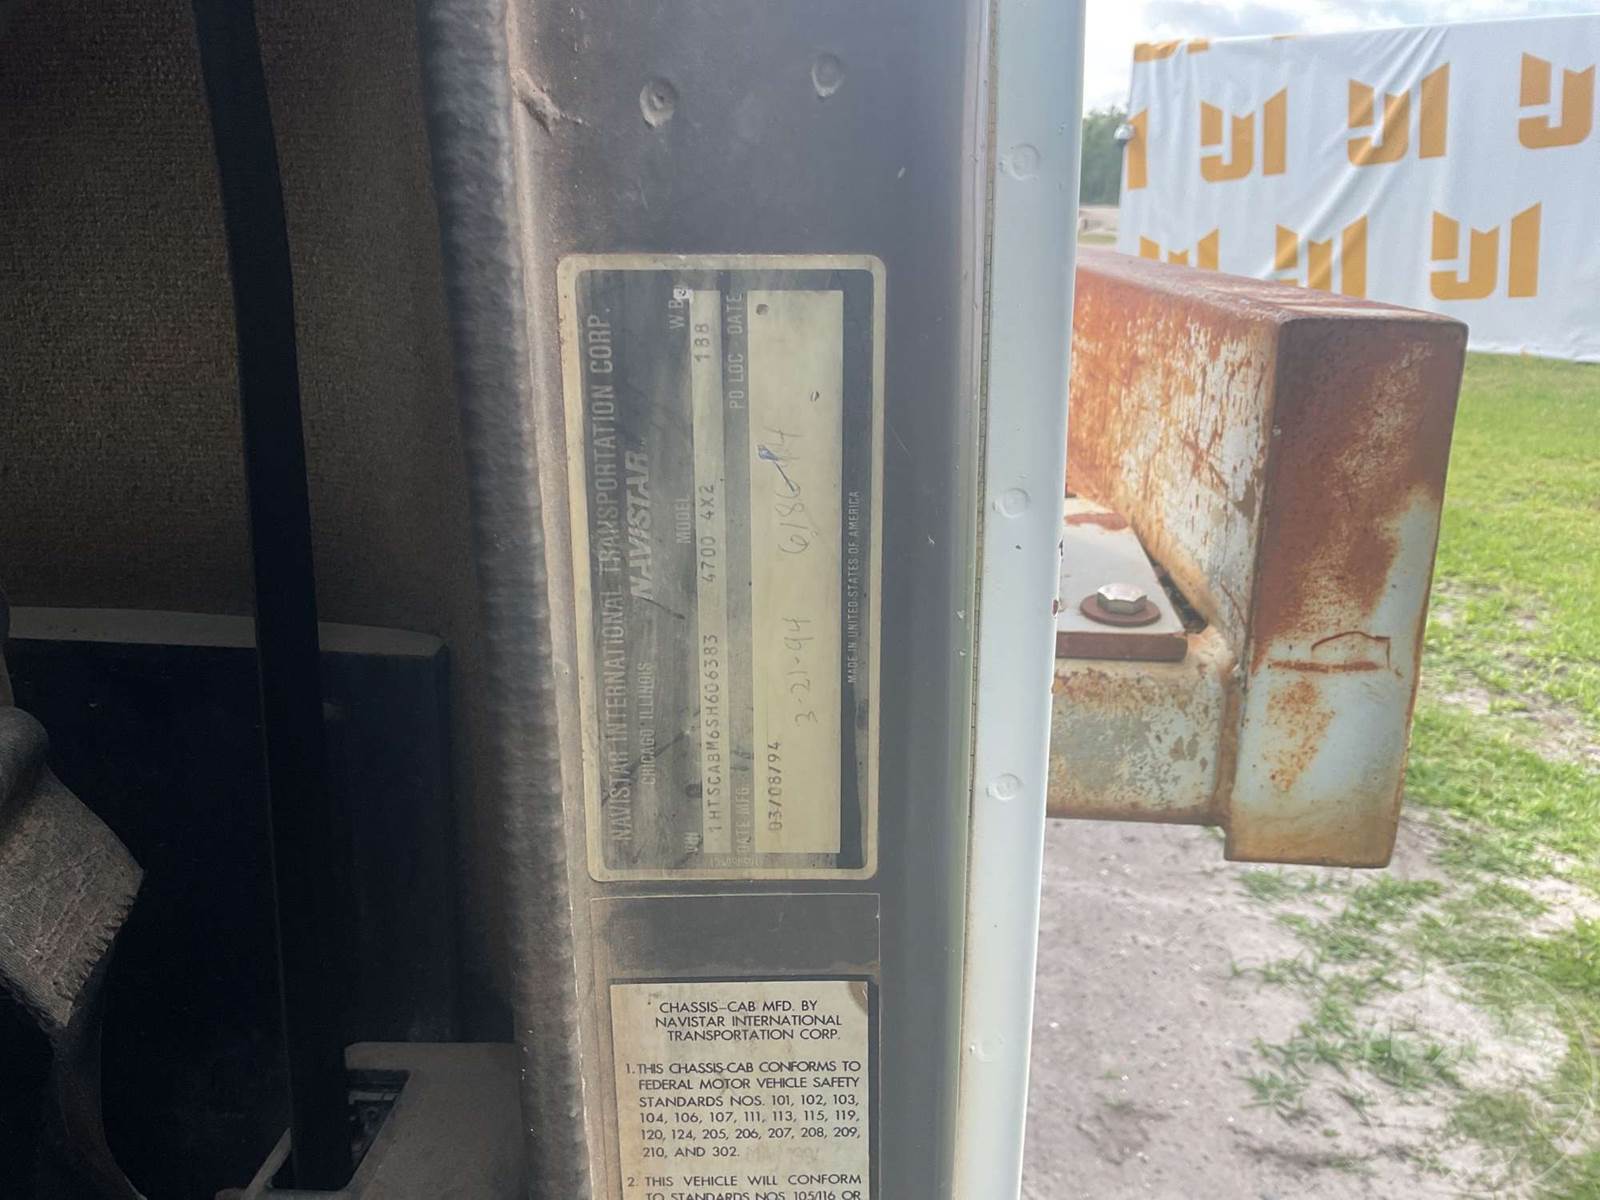 NAVISTAR INTERNATIONAL TRANSPORTATION CORP.
CHICAGO ILLINOIS NAVISTAR
VIN MODEL WB
1HTSCABM6SH606383 4700 4X2 188
DATE MFG PO LOC DATE
03/08/94
3-21-94
MADE IN UNITED STATES OF AMERICA
CHASSIS-CAB MFD. BY
NAVISTAR INTERNATIONAL
TRANSPORTATION CORP.
1. THIS CHASSIS-CAB CONFORMS TO
FEDERAL MOTOR VEHICLE SAFETY
STANDARDS NOS. 101, 102, 103,
104, 106, 107, 111, 113, 115, 119,
120, 124, 205, 206, 207, 208, 209,
210, AND 302.
2. THIS VEHICLE WILL CONFORM
TO STANDARDS NOS. 105/116 OR